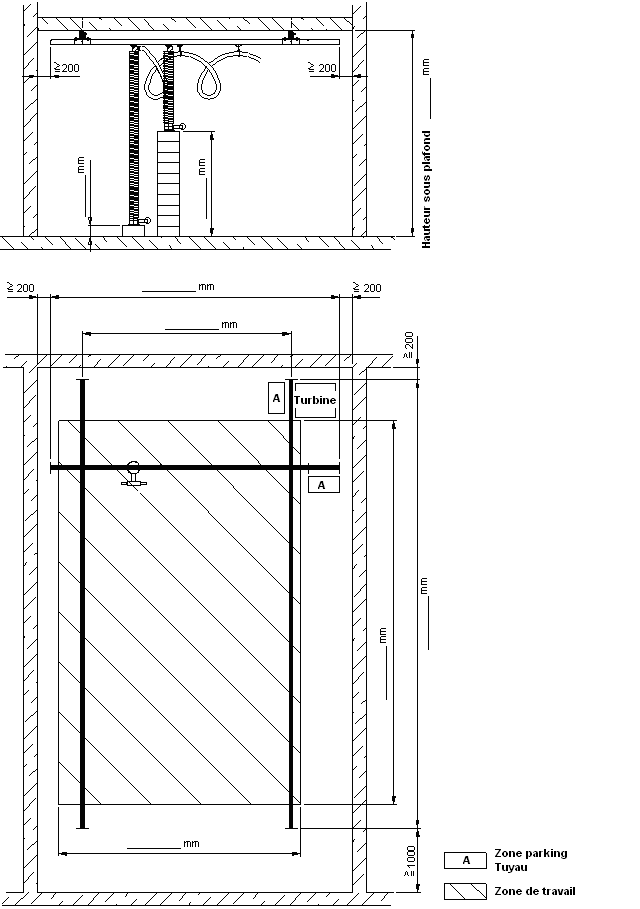 ≥200
≥ 200
mm
mm
mm
Hauteur sous plafond
≥ 200
mm
≥ 200
mm
≥ 200
A
Turbine
A
mm
mm
mm
≥1000
A
Zone parking
Tuyau
Zone de travail